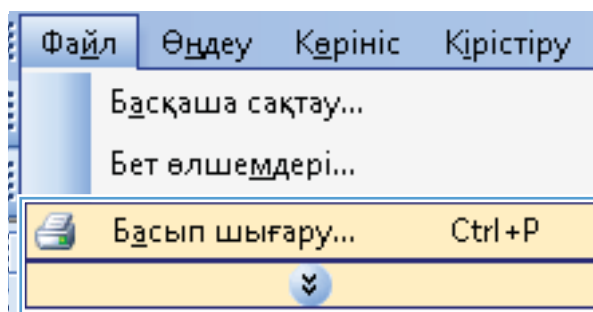 Файл Өңдеу Көрініс Кірістіру
Басқаша сақтау...
Бет өлшемдері...
Басып шығару... Ctrl+P